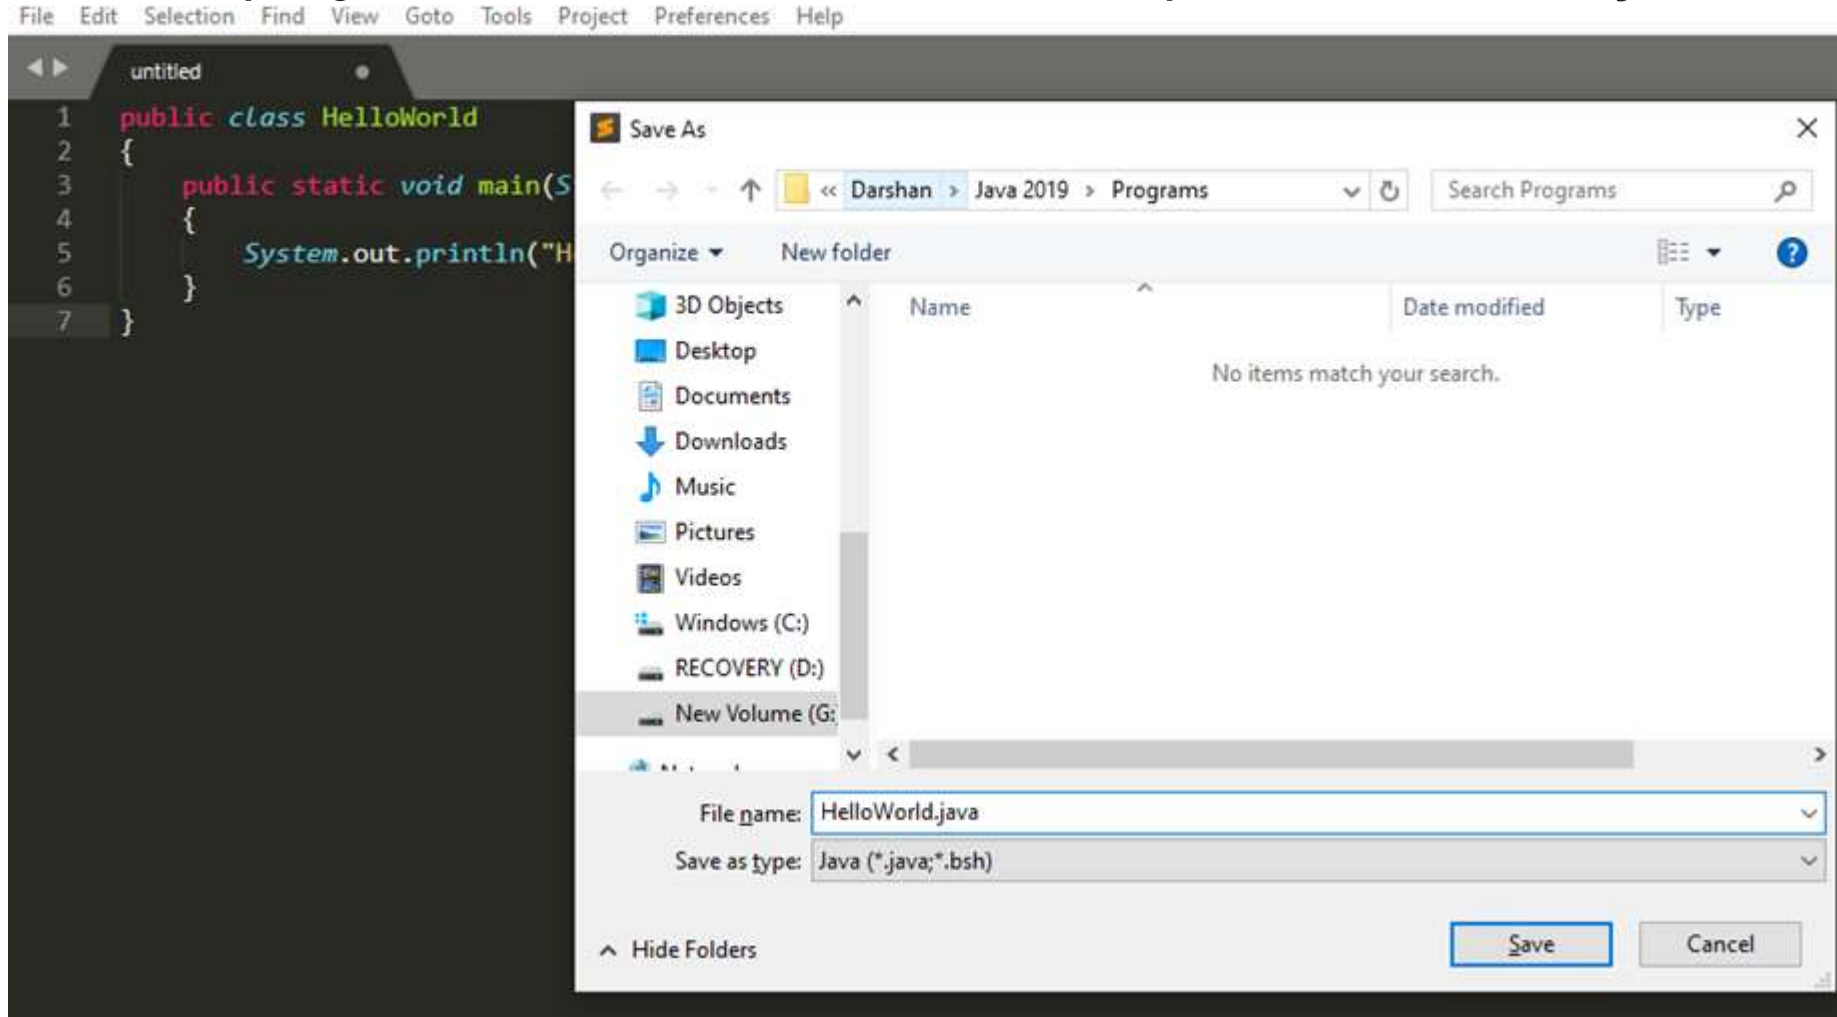 File Edit Selection Find View Goto Tools Project Preferences Help
untitled
1 public class HelloWorld
2 {
3 public static void main(S
4 {
5 System.out.println("H
6 }
7 }
Save As
« Darshan > Java 2019 > Programs
Search Programs
Organize New folder
3D Objects
Desktop
Documents
Downloads
Music
Pictures
Videos
Windows (C:)
RECOVERY (D:)
New Volume (G:
Name Date modified Type
No items match your search.
File name: HelloWorld.java
Save as type: Java (*.java;*.bsh)
Hide Folders
Save Cancel